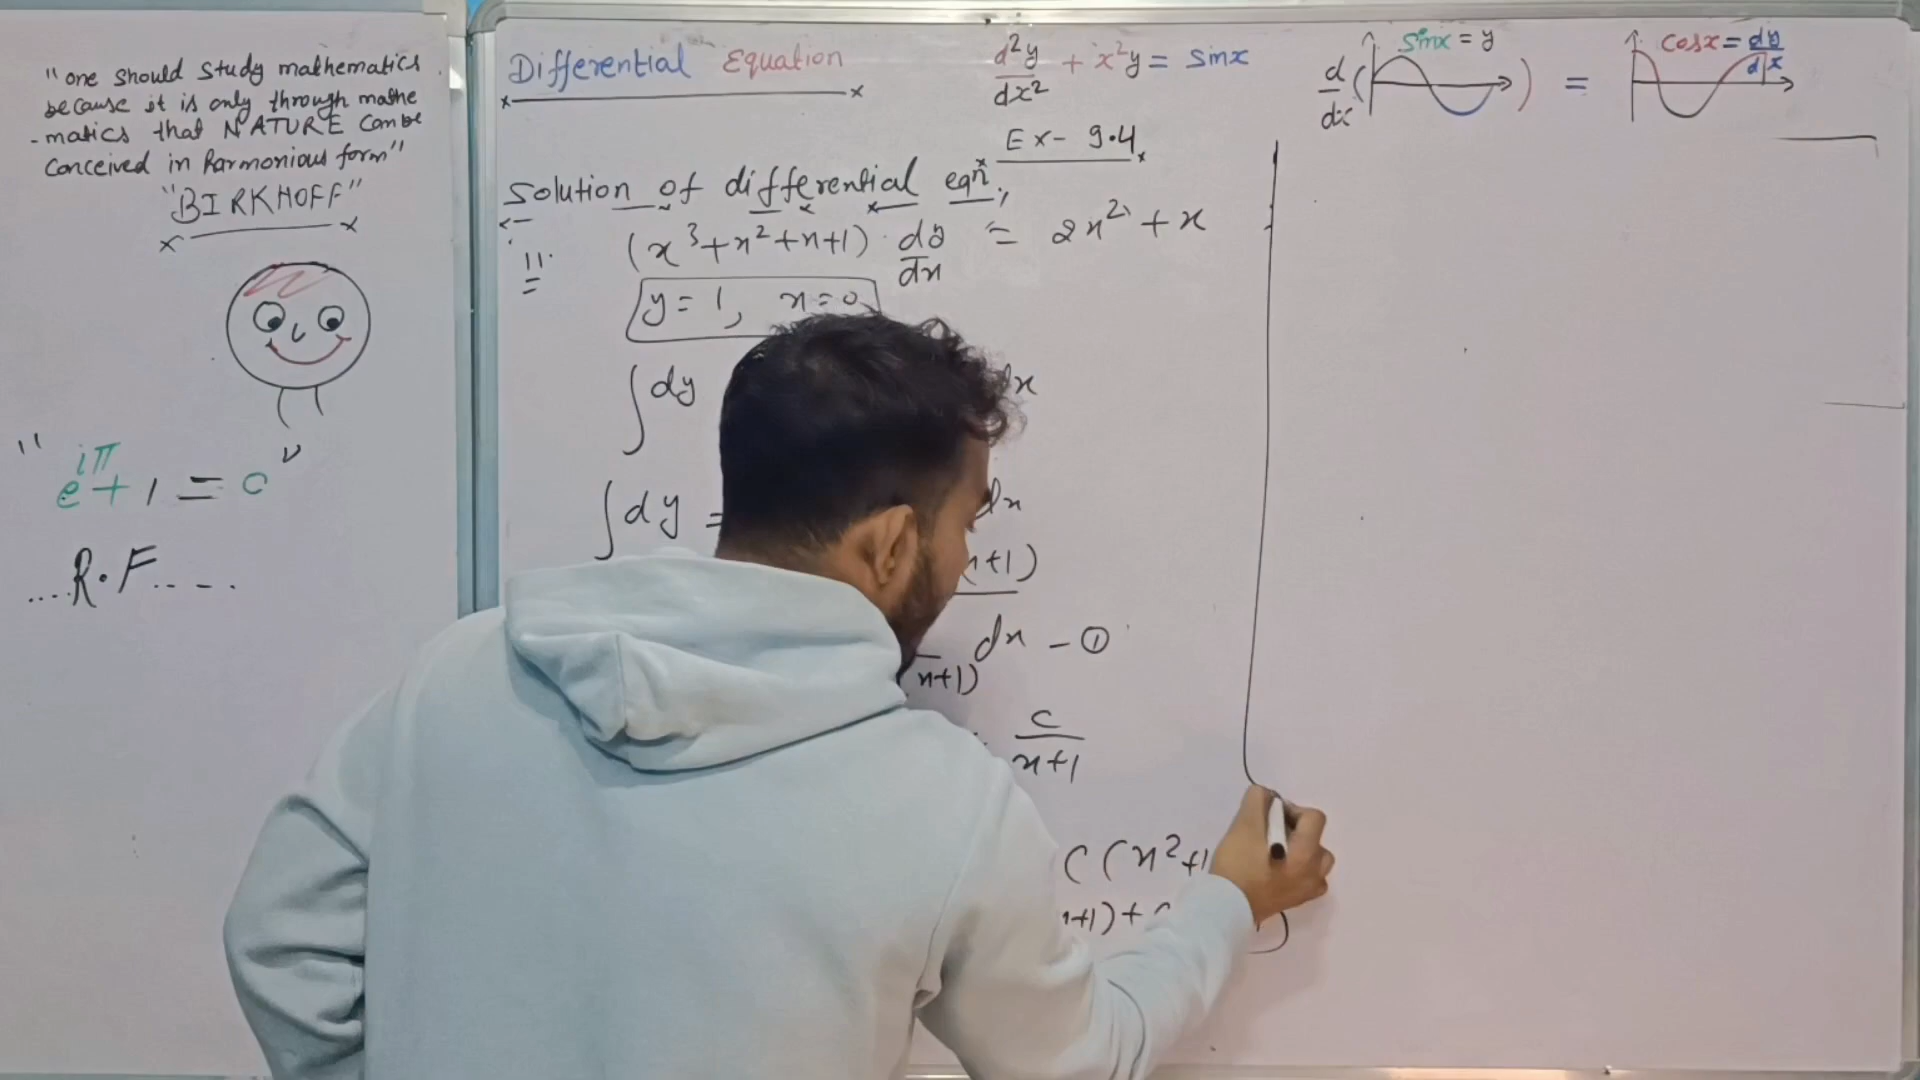 "one should study mathematics
because it is only through mathe
-matics that NATURE can be
conceived in harmonious form"
"BIRKHOFF"
" e^{iπ} + 1 = 0 "
....R.F.....
Differential Equation
d²y/dx² + x²y = sinx
d/dx ( sinx = y ) = cosx = dy/dx
Ex- 9.4
Solution of differential eqn,
11. (x³+x²+x+1) · dy/dx = 2x² + x
y = 1, x = 0
∫dy dx
∫dy = dx
x+1)
dx - ①
(x+1)
c/x+1
C(x²+1
x+1)+